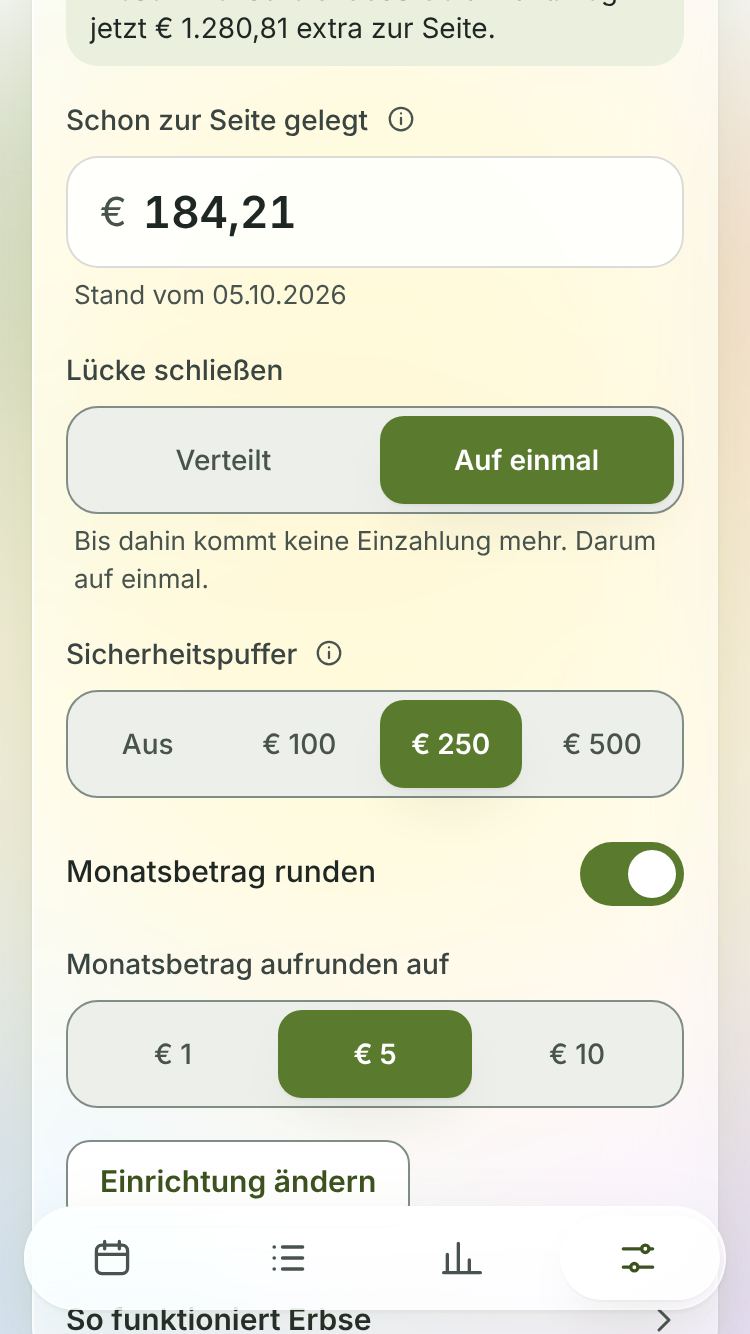 jetzt € 1.280,81 extra zur Seite.
Schon zur Seite gelegt
€ 184,21
Stand vom 05.10.2026
Lücke schließen
Verteilt Auf einmal
Bis dahin kommt keine Einzahlung mehr. Darum
auf einmal.
Sicherheitspuffer
Aus € 100 € 250 € 500
Monatsbetrag runden
Monatsbetrag aufrunden auf
€ 1 € 5 € 10
Einrichtung ändern
So funktioniert Erbse